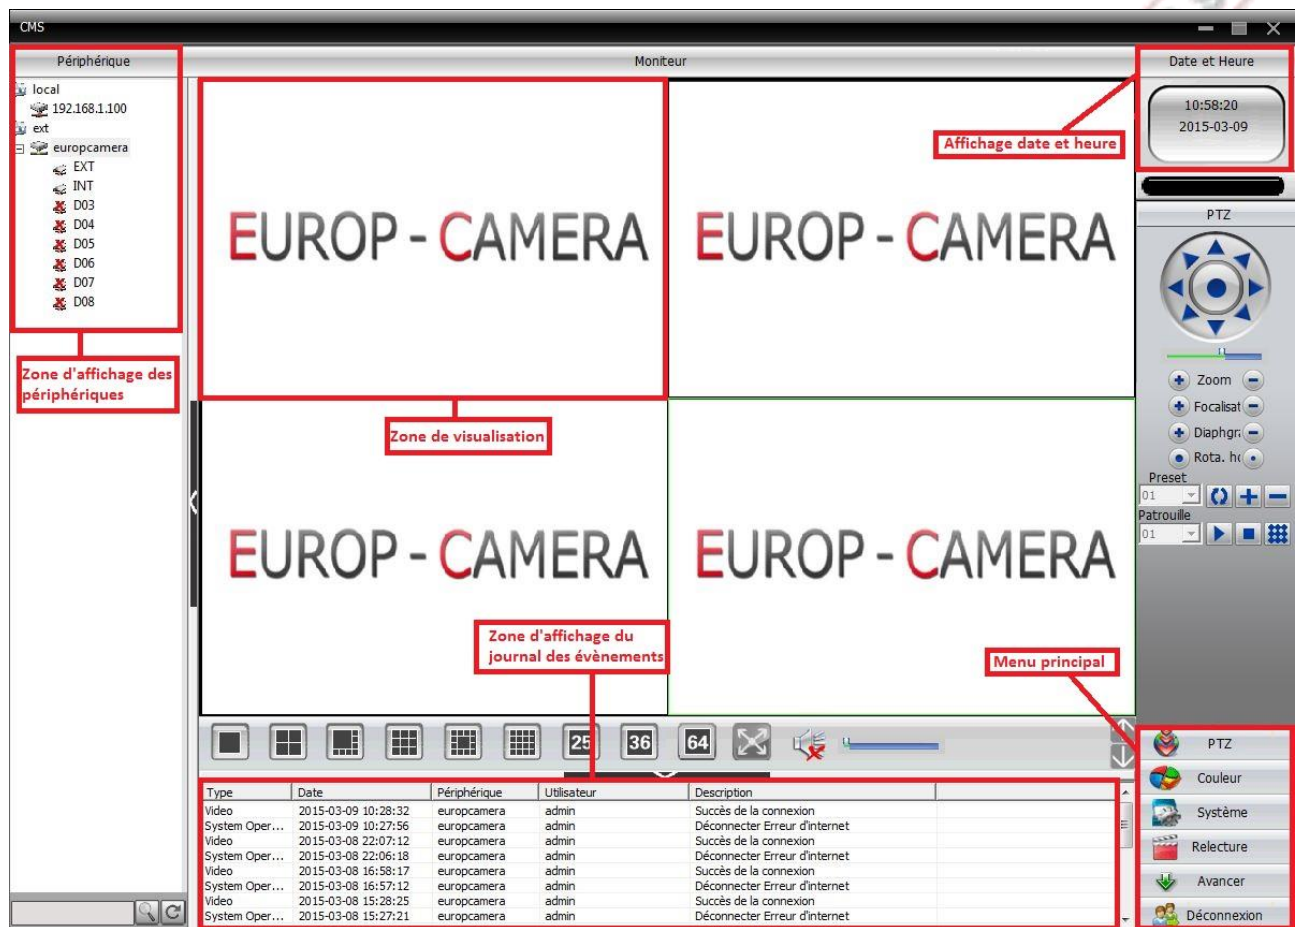 CMS
Périphérique
Moniteur
Date et Heure
local
192.168.1.100
ext
europcamera
EXT
INT
D03
D04
D05
D06
D07
D08
Zone d'affichage des
périphériques
EUROP - CAMERA
EUROP - CAMERA
Zone de visualisation
Affichage date et heure
10:58:20
2015-03-09
PTZ
Zoom
Focalisat
Diaphgr
Rota. h
Preset
01
Patrouille
01
EUROP - CAMERA
EUROP - CAMERA
Zone d'affichage du
journal des évènements
Menu principal
25 36 64
Type Date Périphérique Utilisateur Description
Video 2015-03-09 10:28:32 europcamera admin Succès de la connexion
System Oper... 2015-03-09 10:27:56 europcamera admin Déconnecter Erreur d'internet
Video 2015-03-08 22:07:12 europcamera admin Succès de la connexion
System Oper... 2015-03-08 22:06:18 europcamera admin Déconnecter Erreur d'internet
Video 2015-03-08 16:58:17 europcamera admin Succès de la connexion
System Oper... 2015-03-08 16:57:12 europcamera admin Déconnecter Erreur d'internet
Video 2015-03-08 15:28:25 europcamera admin Succès de la connexion
System Oper... 2015-03-08 15:27:21 europcamera admin Déconnecter Erreur d'internet
PTZ
Couleur
Système
Relecture
Avancer
Déconnexion